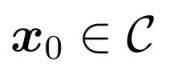 𝒙₀ ∈ 𝒞